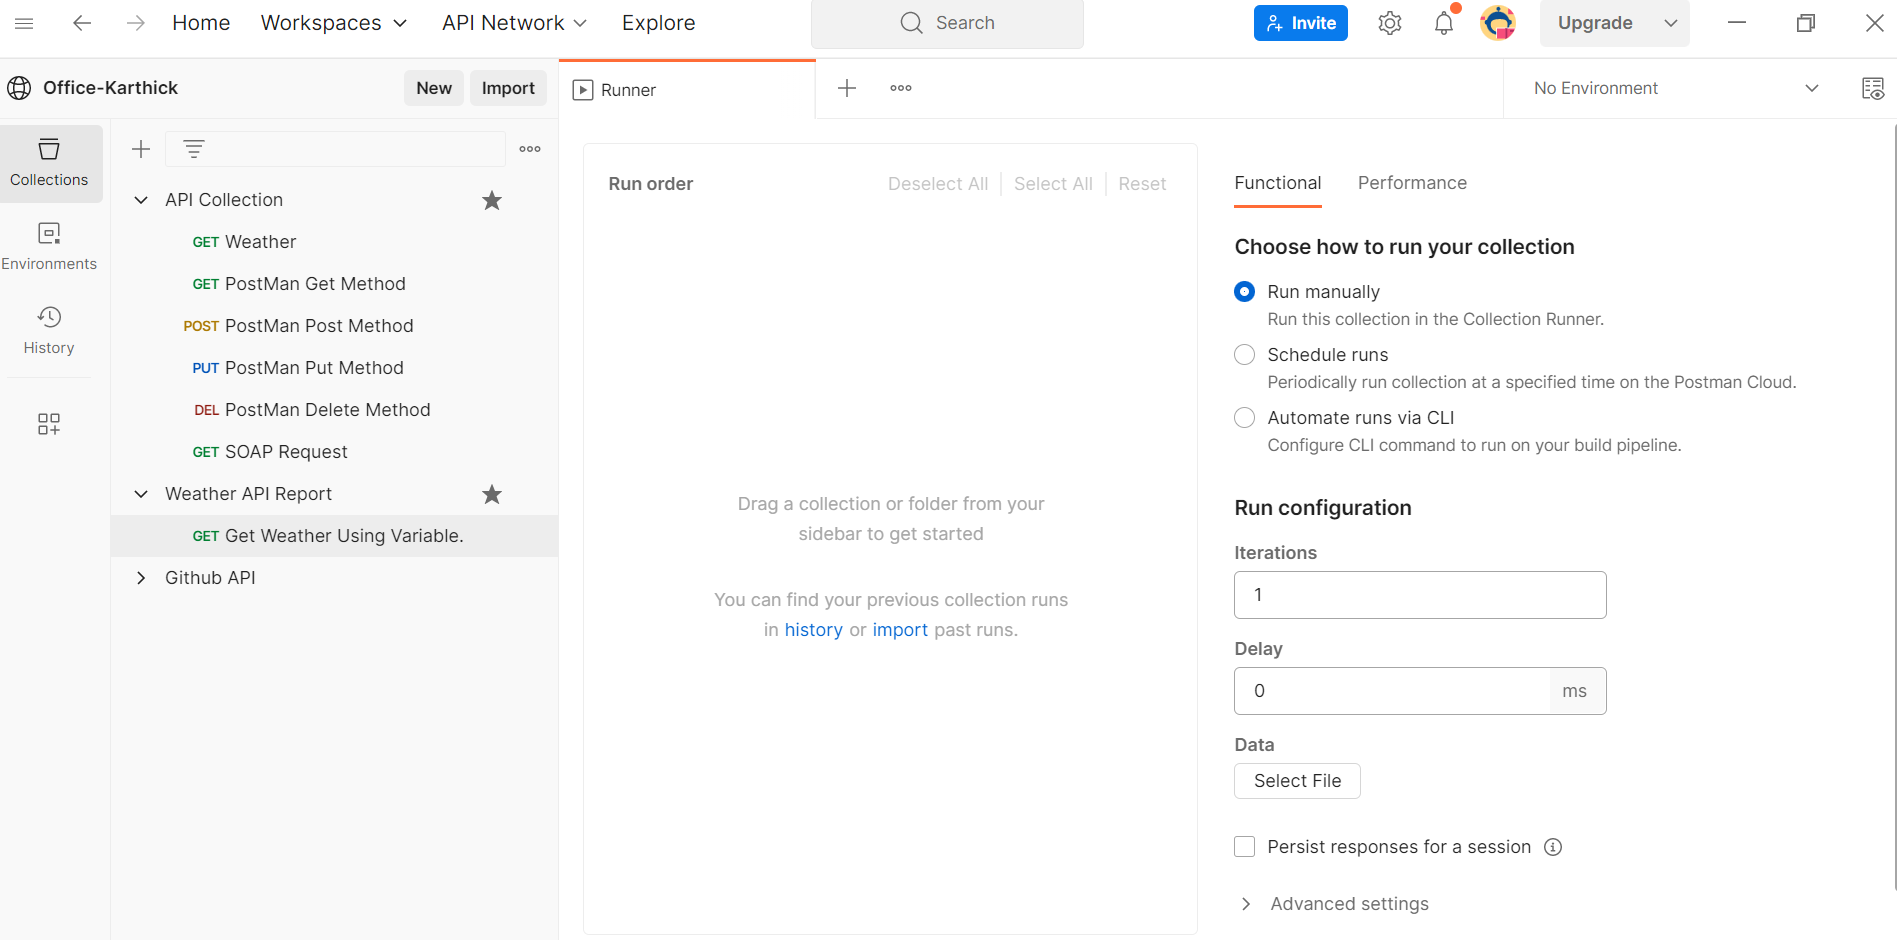 Home Workspaces API Network Explore Search Invite Upgrade
Office-Karthick New Import Runner No Environment
Collections
Environments
History
API Collection
GET Weather
GET PostMan Get Method
POST PostMan Post Method
PUT PostMan Put Method
DEL PostMan Delete Method
GET SOAP Request
Weather API Report
GET Get Weather Using Variable.
Github API
Run order Deselect All Select All Reset
Drag a collection or folder from your
sidebar to get started
You can find your previous collection runs
in history or import past runs.
Functional Performance
Choose how to run your collection
Run manually
Run this collection in the Collection Runner.
Schedule runs
Periodically run collection at a specified time on the Postman Cloud.
Automate runs via CLI
Configure CLI command to run on your build pipeline.
Run configuration
Iterations
1
Delay
0 ms
Data
Select File
Persist responses for a session
Advanced settings